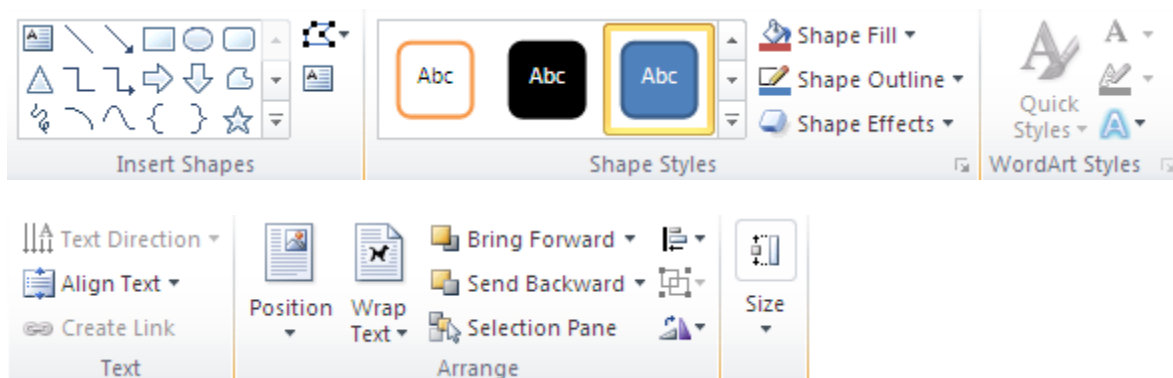 Abc Abc Abc
Shape Fill
Shape Outline
Shape Effects
A
A
Quick
Styles
A
Insert Shapes
Shape Styles
WordArt Styles
Text Direction
Align Text
Create Link
Text
Position
Wrap
Text
Bring Forward
Send Backward
Selection Pane
Arrange
Size